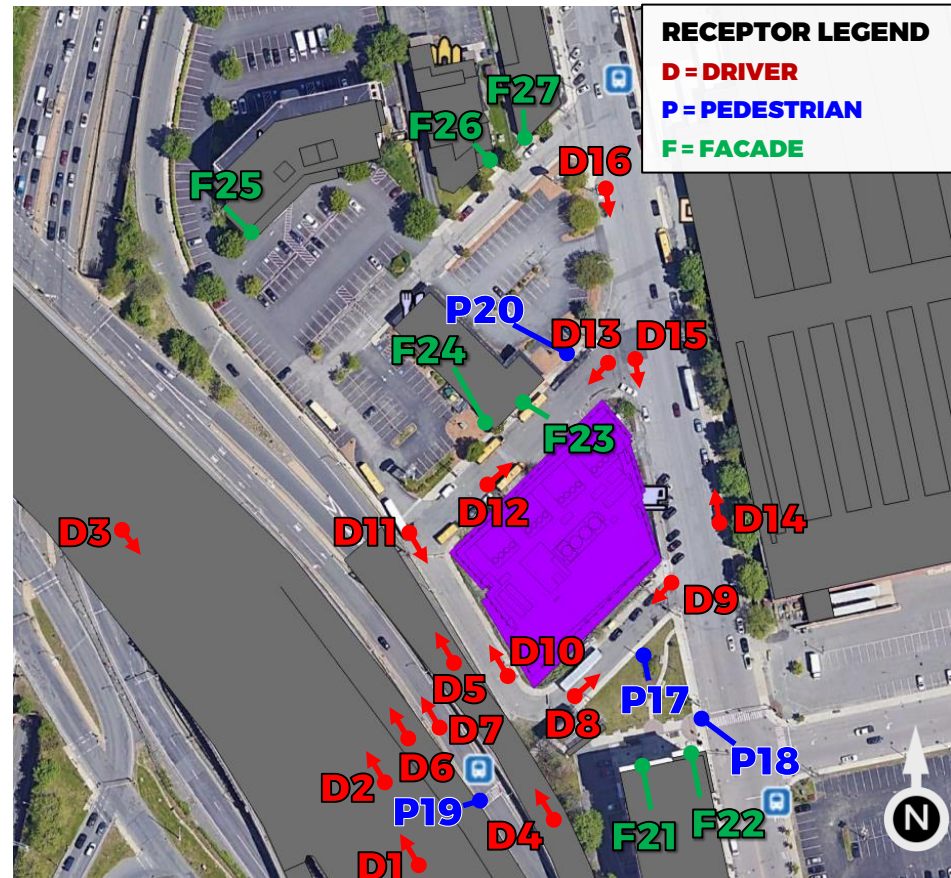 RECEPTOR LEGEND
D = DRIVER
P = PEDESTRIAN
F = FACADE
F27
F26
D16
F25
P20
D13
D15
F24
F23
D12
D3
D11
D14
D9
D10
D5
P17
D8
D7
D6
P18
D2
P19
D4
F21
F22
D1
N